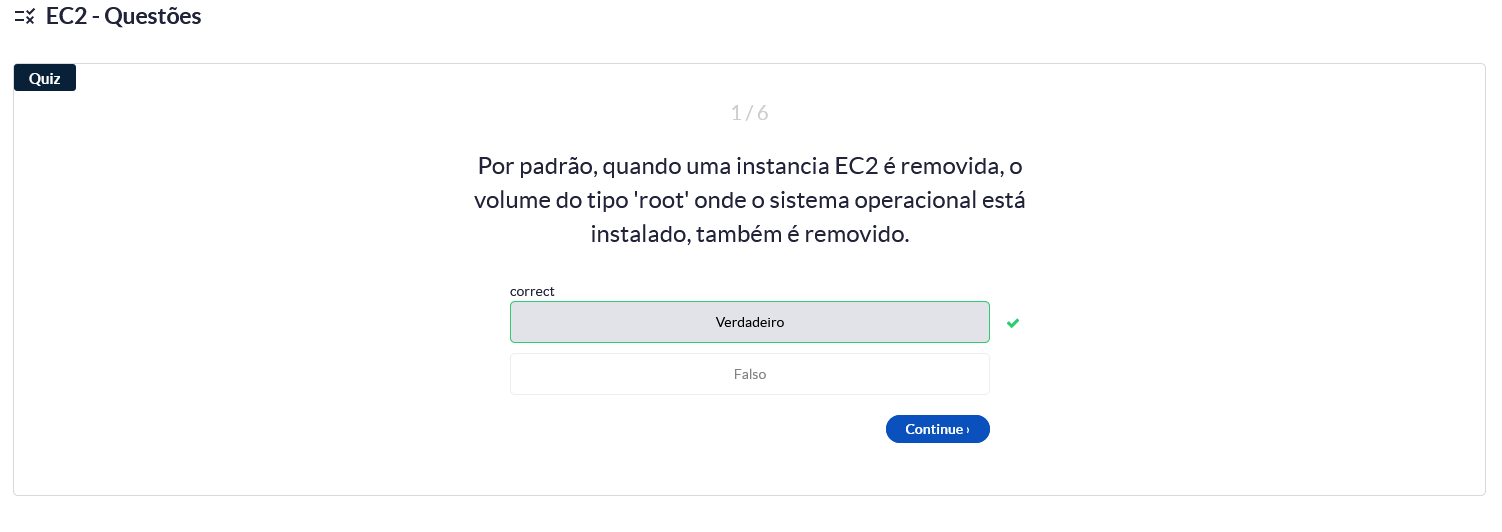 EC2 - Questões
Quiz
1 / 6
Por padrão, quando uma instancia EC2 é removida, o
volume do tipo 'root' onde o sistema operacional está
instalado, também é removido.
correct
Verdadeiro
Falso
Continue ›